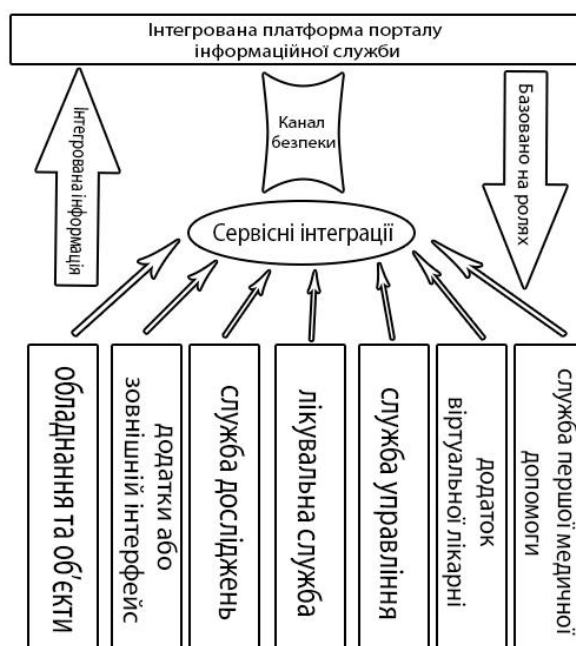 Інтегрована платформа порталу
інформаційної служби
Інтегрована інформація
Канал
безпеки
Базовано на ролях
Сервісні інтеграції
обладнання та об'єкти
додатки або
зовнішній інтерфейс
служба досліджень
лікувальна служба
служба управління
додаток
віртуальної лікарні
служба першої медичної
допомоги